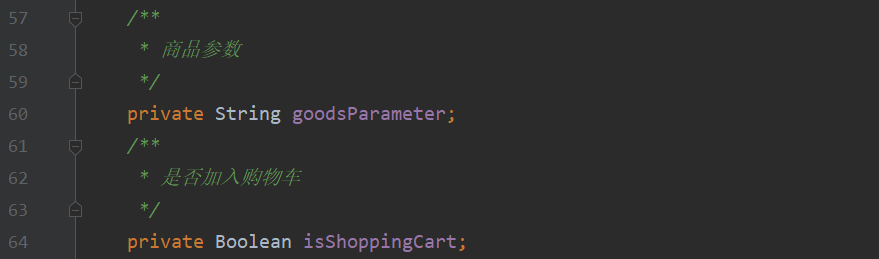 57 /**
58 * 商品参数
59 */
60 private String goodsParameter;
61 /**
62 * 是否加入购物车
63 */
64 private Boolean isShoppingCart;